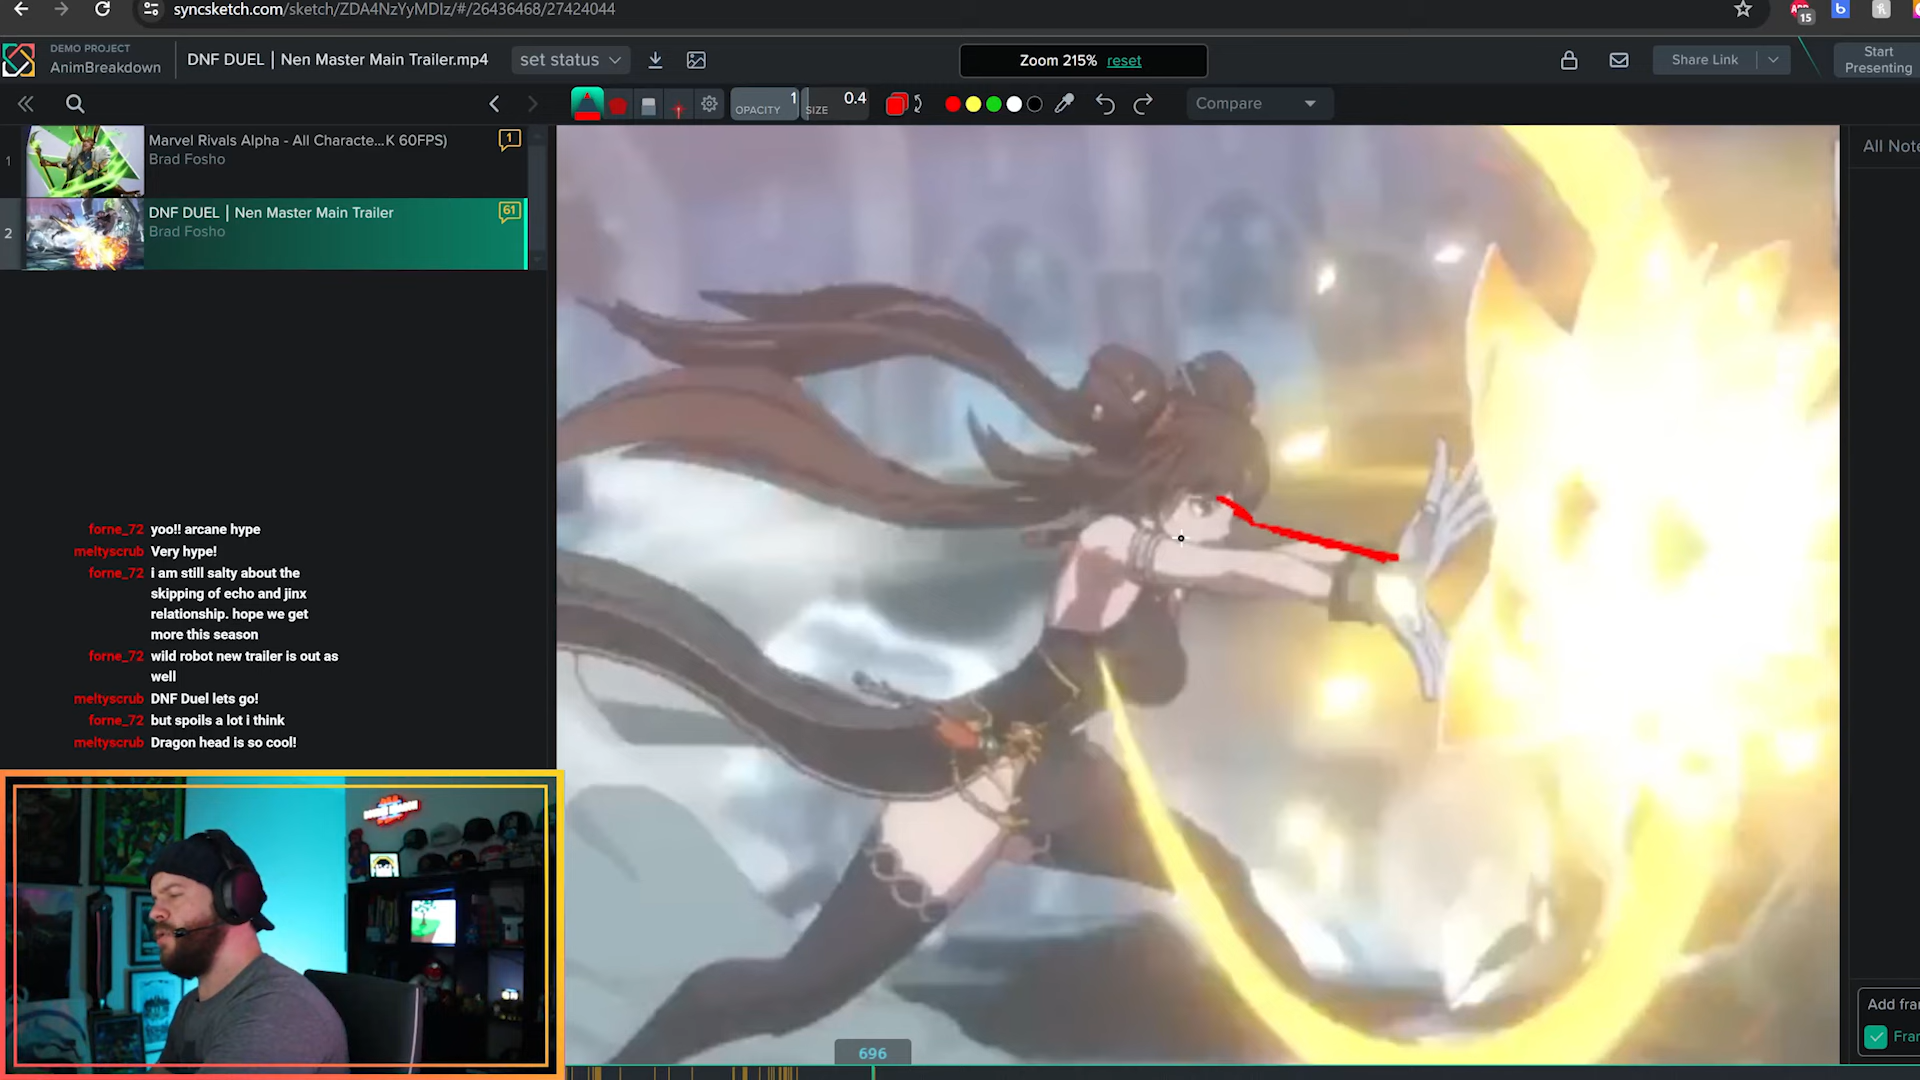 syncsketch.com/sketch/ZDA4NzYyMDIz/#/26436468/27424044
15
DEMO PROJECT
AnimBreakdown
DNF DUEL | Nen Master Main Trailer.mp4
set status
Zoom 215% reset
Share Link
Start
Presenting
OPACITY 1
SIZE 0.4
Compare
1
Marvel Rivals Alpha - All Characte...K 60FPS)
Brad Fosho
1
2
DNF DUEL | Nen Master Main Trailer
Brad Fosho
61
All Note
forne_72 yoo!! arcane hype
meltyscrub Very hype!
forne_72 i am still salty about the
skipping of echo and jinx
relationship. hope we get
more this season
forne_72 wild robot new trailer is out as
well
meltyscrub DNF Duel lets go!
forne_72 but spoils a lot i think
meltyscrub Dragon head is so cool!
Add fra
Fra
696